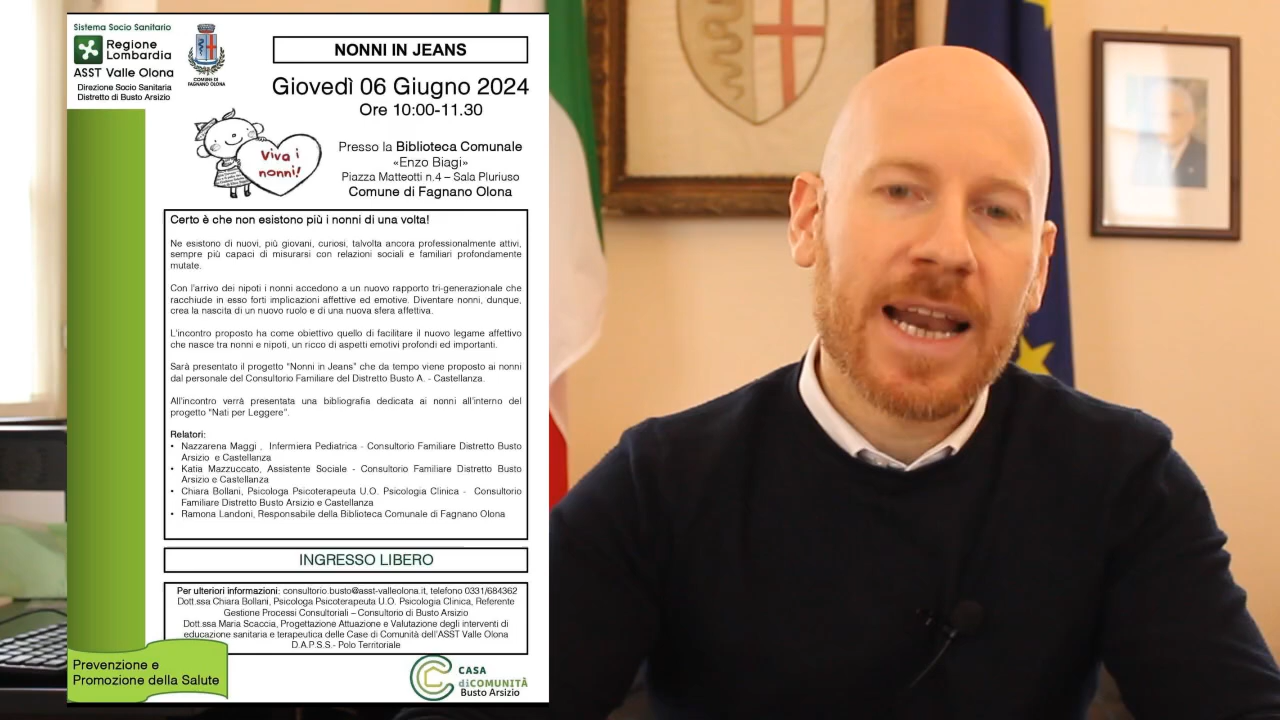 Sistema Socio Sanitario
Regione
Lombardia
ASST Valle Olona
Direzione Socio Sanitaria
Distretto di Busto Arsizio
COMUNE DI
FAGNANO OLONA
NONNI IN JEANS
Giovedì 06 Giugno 2024
Ore 10:00-11.30
Viva i
nonni!
Presso la Biblioteca Comunale
«Enzo Biagi»
Piazza Matteotti n.4 – Sala Pluriuso
Comune di Fagnano Olona
Certo è che non esistono più i nonni di una volta!
Ne esistono di nuovi, più giovani, curiosi, talvolta ancora professionalmente attivi,
sempre più capaci di misurarsi con relazioni sociali e familiari profondamente
mutate.
Con l'arrivo dei nipoti i nonni accedono a un nuovo rapporto tri-generazionale che
racchiude in esso forti implicazioni affettive ed emotive. Diventare nonni, dunque,
crea la nascita di un nuovo ruolo e di una nuova sfera affettiva.
L'incontro proposto ha come obiettivo quello di facilitare il nuovo legame affettivo
che nasce tra nonni e nipoti, un ricco di aspetti emotivi profondi ed importanti.
Sarà presentato il progetto "Nonni in Jeans" che da tempo viene proposto ai nonni
dal personale del Consultorio Familiare del Distretto Busto A. - Castellanza.
All'incontro verrà presentata una bibliografia dedicata ai nonni all'interno del
progetto "Nati per Leggere".
Relatori:
• Nazzarena Maggi , Infermiera Pediatrica - Consultorio Familiare Distretto Busto
Arsizio e Castellanza
• Katia Mazzuccato, Assistente Sociale - Consultorio Familiare Distretto Busto
Arsizio e Castellanza
• Chiara Bollani, Psicologa Psicoterapeuta U.O. Psicologia Clinica - Consultorio
Familiare Distretto Busto Arsizio e Castellanza
• Ramona Landoni, Responsabile della Biblioteca Comunale di Fagnano Olona
INGRESSO LIBERO
Per ulteriori informazioni: consultorio.busto@asst-valleolona.it, telefono 0331/684362
Dott.ssa Chiara Bollani, Psicologa Psicoterapeuta U.O. Psicologia Clinica, Referente
Gestione Processi Consultoriali – Consultorio di Busto Arsizio
Dott.ssa Maria Scaccia, Progettazione Attuazione e Valutazione degli interventi di
educazione sanitaria e terapeutica delle Case di Comunità dell'ASST Valle Olona
D.A.P.S.S.- Polo Territoriale
Prevenzione e
Promozione della Salute
CASA
diCOMUNITÀ
Busto Arsizio